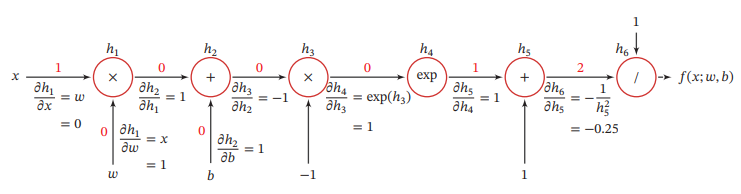 1
h₁ h₂ h₃ h₄ h₅ h₆
x 1 × 0 + 0 × 0 exp 1 + 2 / f(x; w, b)
∂h₁/∂x = w
= 0
∂h₂/∂h₁ = 1
∂h₃/∂h₂ = −1
∂h₄/∂h₃ = exp(h₃)
= 1
∂h₅/∂h₄ = 1
∂h₆/∂h₅ = −1/h₅²
= −0.25
0 ∂h₁/∂w = x
= 1
0 ∂h₂/∂b = 1
w b −1 1